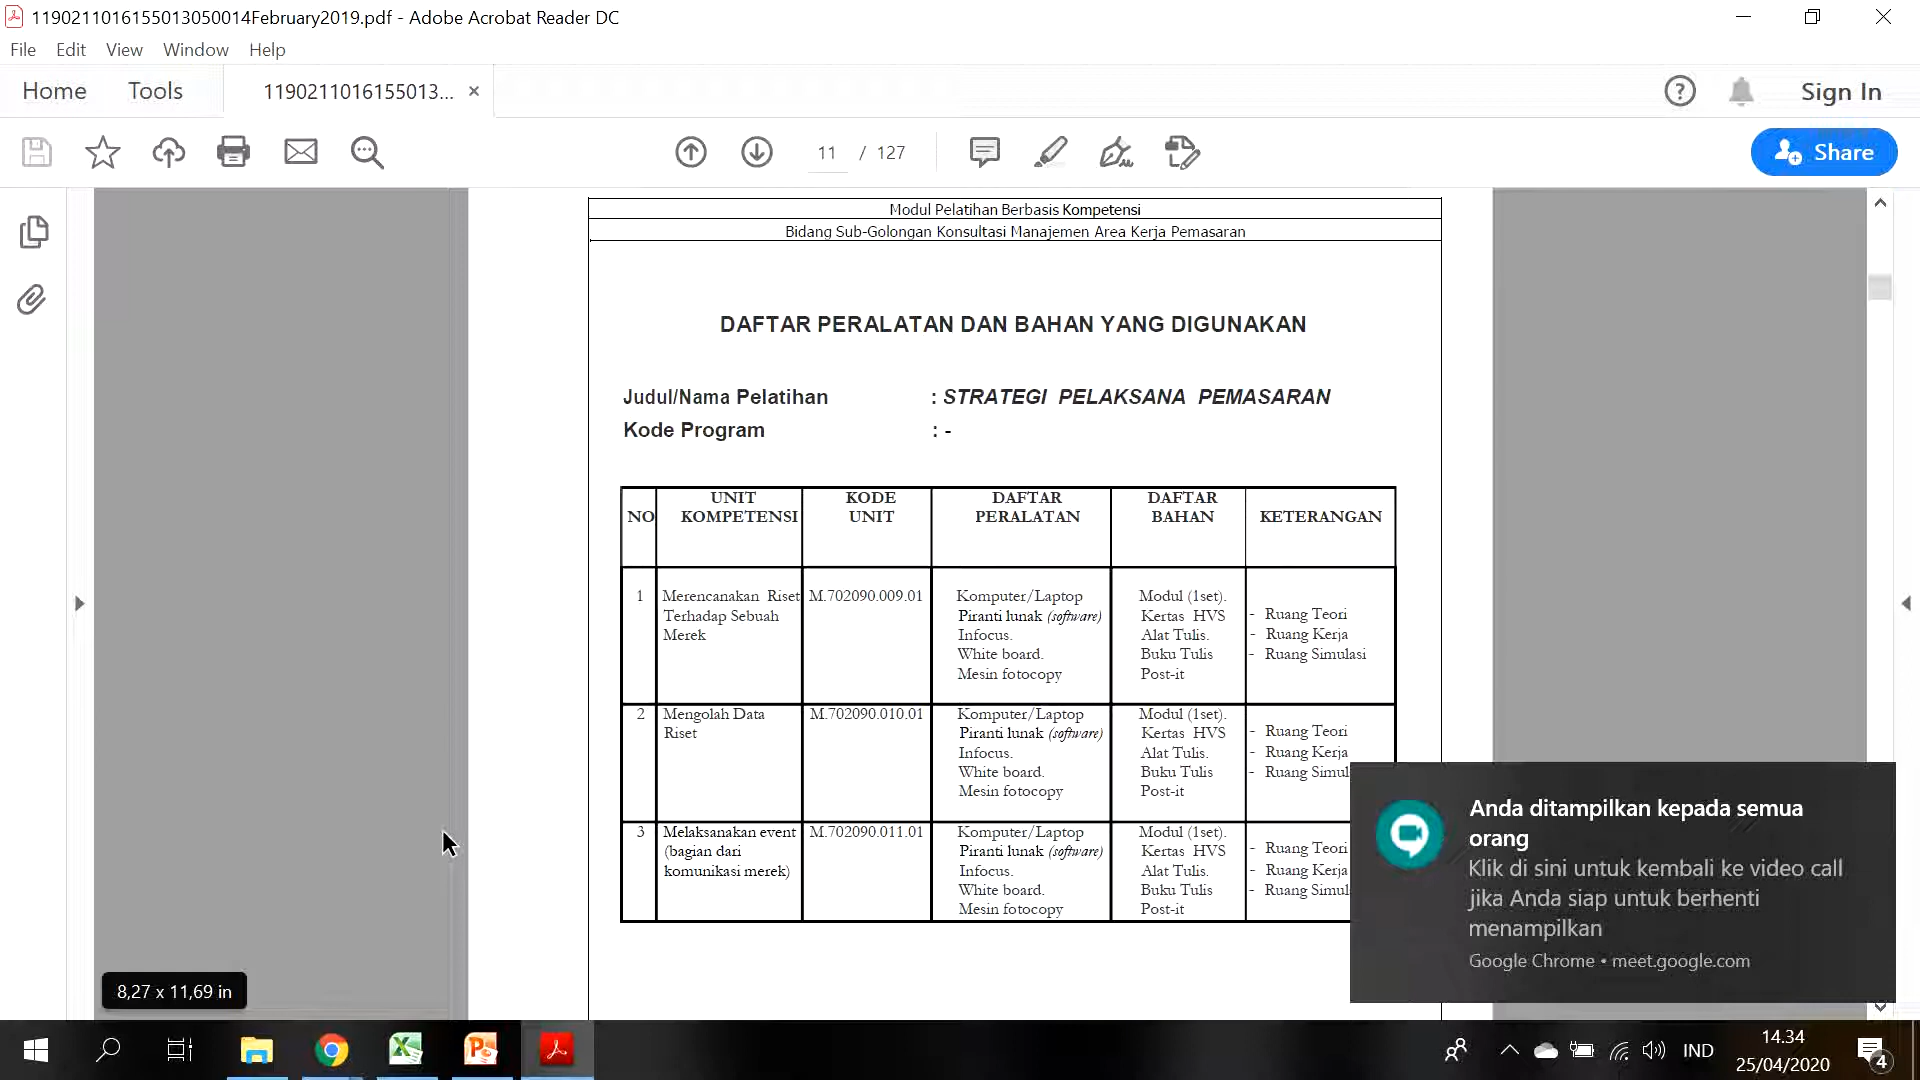 1190211016155013050014February2019.pdf - Adobe Acrobat Reader DC
File Edit View Window Help
Home Tools 1190211016155013... × Sign In
11 / 127 Share
Modul Pelatihan Berbasis Kompetensi
Bidang Sub-Golongan Konsultasi Manajemen Area Kerja Pemasaran
DAFTAR PERALATAN DAN BAHAN YANG DIGUNAKAN
Judul/Nama Pelatihan : STRATEGI PELAKSANA PEMASARAN
Kode Program : -
NO UNIT KOMPETENSI KODE UNIT DAFTAR PERALATAN DAFTAR BAHAN KETERANGAN
1 Merencanakan Riset M.702090.009.01 Komputer/Laptop Modul (1set).
Terhadap Sebuah Piranti lunak (software) Kertas HVS - Ruang Teori
Merek Infocus. Alat Tulis. - Ruang Kerja
White board. Buku Tulis - Ruang Simulasi
Mesin fotocopy Post-it
2 Mengolah Data M.702090.010.01 Komputer/Laptop Modul (1set).
Riset Piranti lunak (software) Kertas HVS - Ruang Teori
Infocus. Alat Tulis. - Ruang Kerja
White board. Buku Tulis - Ruang Simul
Mesin fotocopy Post-it
3 Melaksanakan event M.702090.011.01 Komputer/Laptop Modul (1set).
(bagian dari Piranti lunak (software) Kertas HVS - Ruang Teori
komunikasi merek) Infocus. Alat Tulis. - Ruang Kerja
White board. Buku Tulis - Ruang Simul
Mesin fotocopy Post-it
Anda ditampilkan kepada semua
orang
Klik di sini untuk kembali ke video call
jika Anda siap untuk berhenti
menampilkan
Google Chrome • meet.google.com
8,27 x 11,69 in
IND
14.34
25/04/2020
4